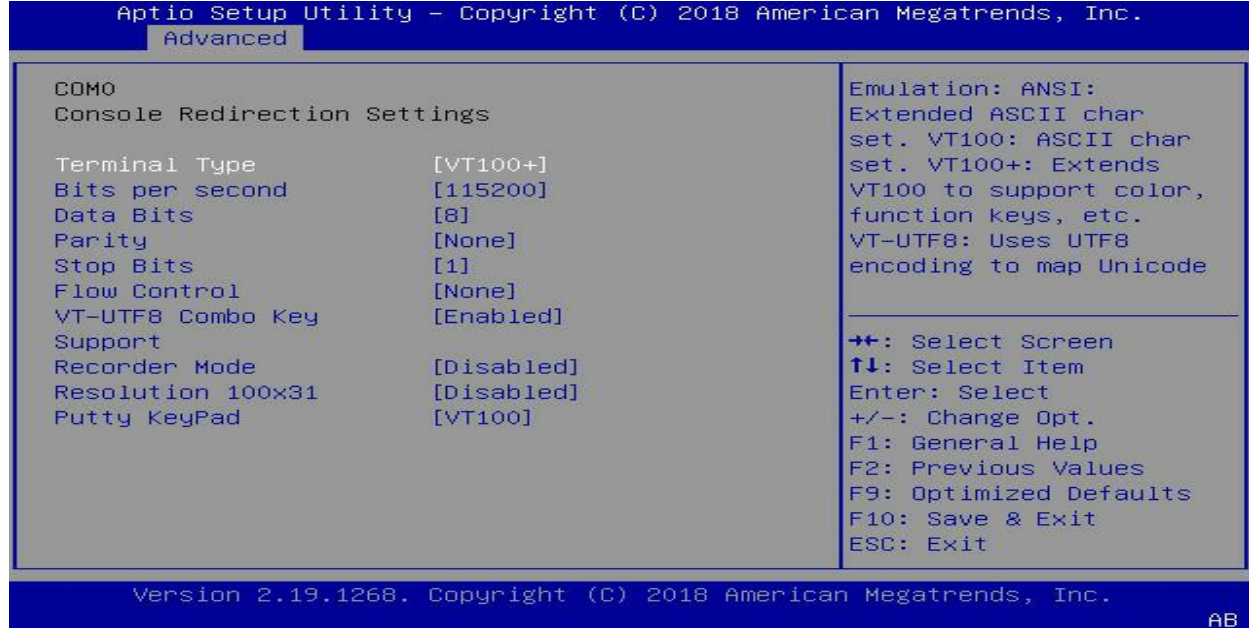 Aptio Setup Utility – Copyright (C) 2018 American Megatrends, Inc.
Advanced
COM0
Console Redirection Settings
Terminal Type [VT100+]
Bits per second [115200]
Data Bits [8]
Parity [None]
Stop Bits [1]
Flow Control [None]
VT-UTF8 Combo Key [Enabled]
Support
Recorder Mode [Disabled]
Resolution 100x31 [Disabled]
Putty KeyPad [VT100]
Emulation: ANSI:
Extended ASCII char
set. VT100: ASCII char
set. VT100+: Extends
VT100 to support color,
function keys, etc.
VT-UTF8: Uses UTF8
encoding to map Unicode
→←: Select Screen
↑↓: Select Item
Enter: Select
+/-: Change Opt.
F1: General Help
F2: Previous Values
F9: Optimized Defaults
F10: Save & Exit
ESC: Exit
Version 2.19.1268. Copyright (C) 2018 American Megatrends, Inc.
AB